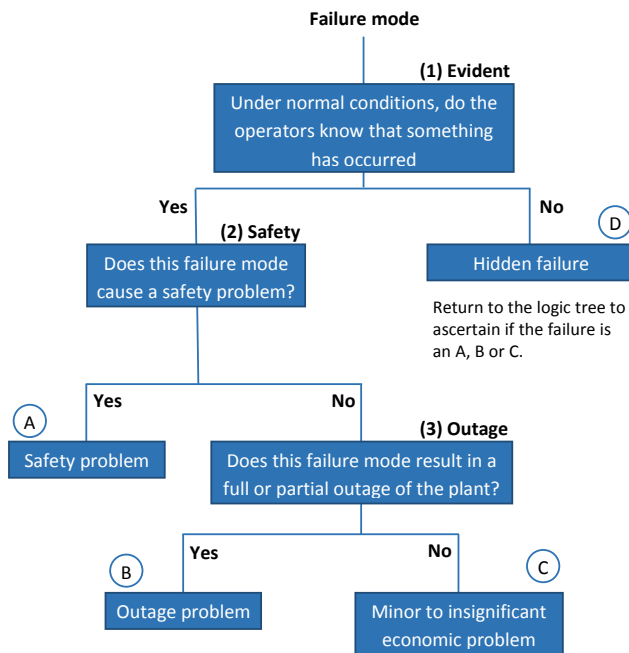 Failure mode
(1) Evident
Under normal conditions, do the
operators know that something
has occurred
Yes
No
(2) Safety
D
Does this failure mode
cause a safety problem?
Hidden failure
Return to the logic tree to
ascertain if the failure is
an A, B or C.
Yes
No
A
(3) Outage
Safety problem
Does this failure mode result in a
full or partial outage of the plant?
Yes
No
B
C
Outage problem
Minor to insignificant
economic problem